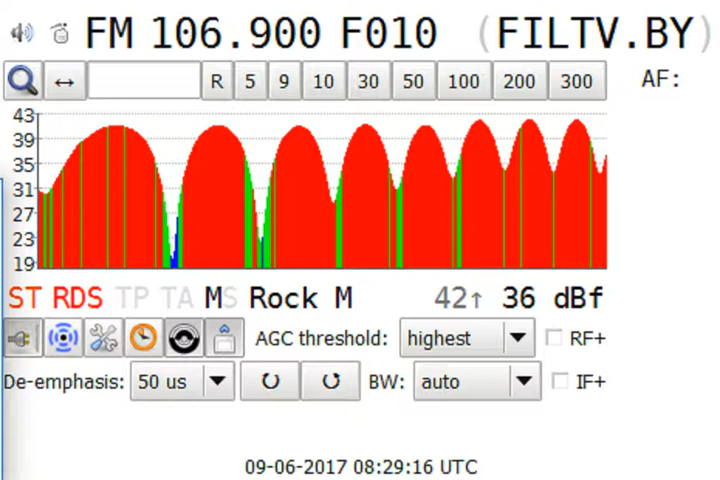 FM 106.900 F010 (FILTV.BY)
R 5 9 10 30 50 100 200 300 AF:
43
39
35
31
27
23
19
ST RDS TP TA MS Rock M 42↑ 36 dBf
AGC threshold: highest RF+
De-emphasis: 50 us BW: auto IF+
09-06-2017 08:29:16 UTC